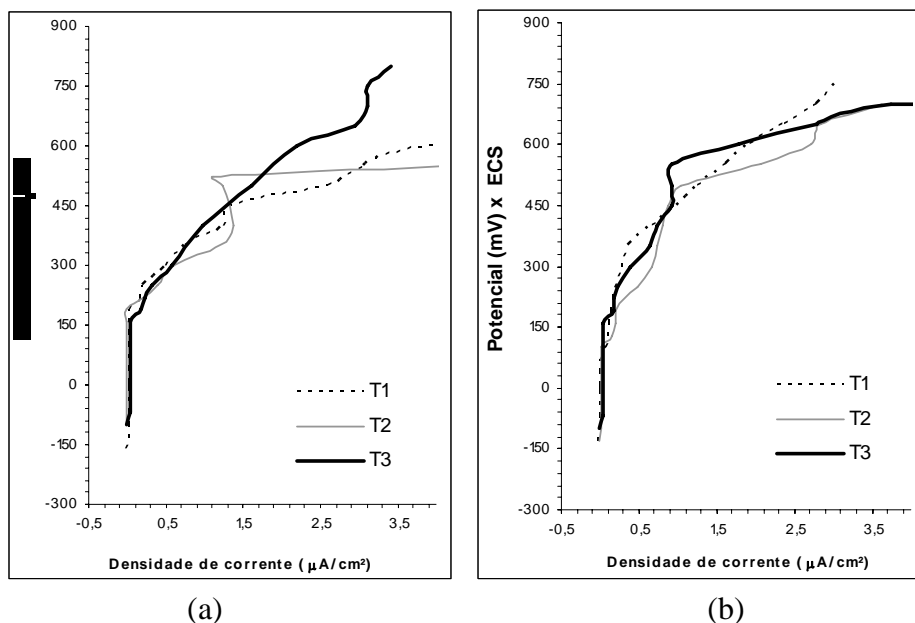 900
750
600
450
300
150
0
-150
-300
-0,5
0,5
1,5
2,5
3,5
T1
T2
T3
Densidade de corrente ( μA/cm²)
(a)
Potencial (mV) x ECS
900
750
600
450
300
150
0
-150
-300
-0,5
0,5
1,5
2,5
3,5
T1
T2
T3
Densidade de corrente ( μA/cm²)
(b)